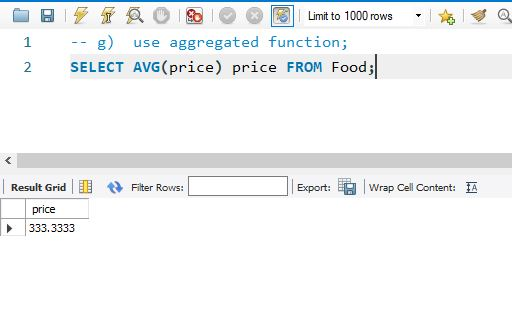 Limit to 1000 rows
1 -- g)  use aggregated function;
2 SELECT AVG(price) price FROM Food;
Result Grid Filter Rows: Export: Wrap Cell Content:
price
333.3333